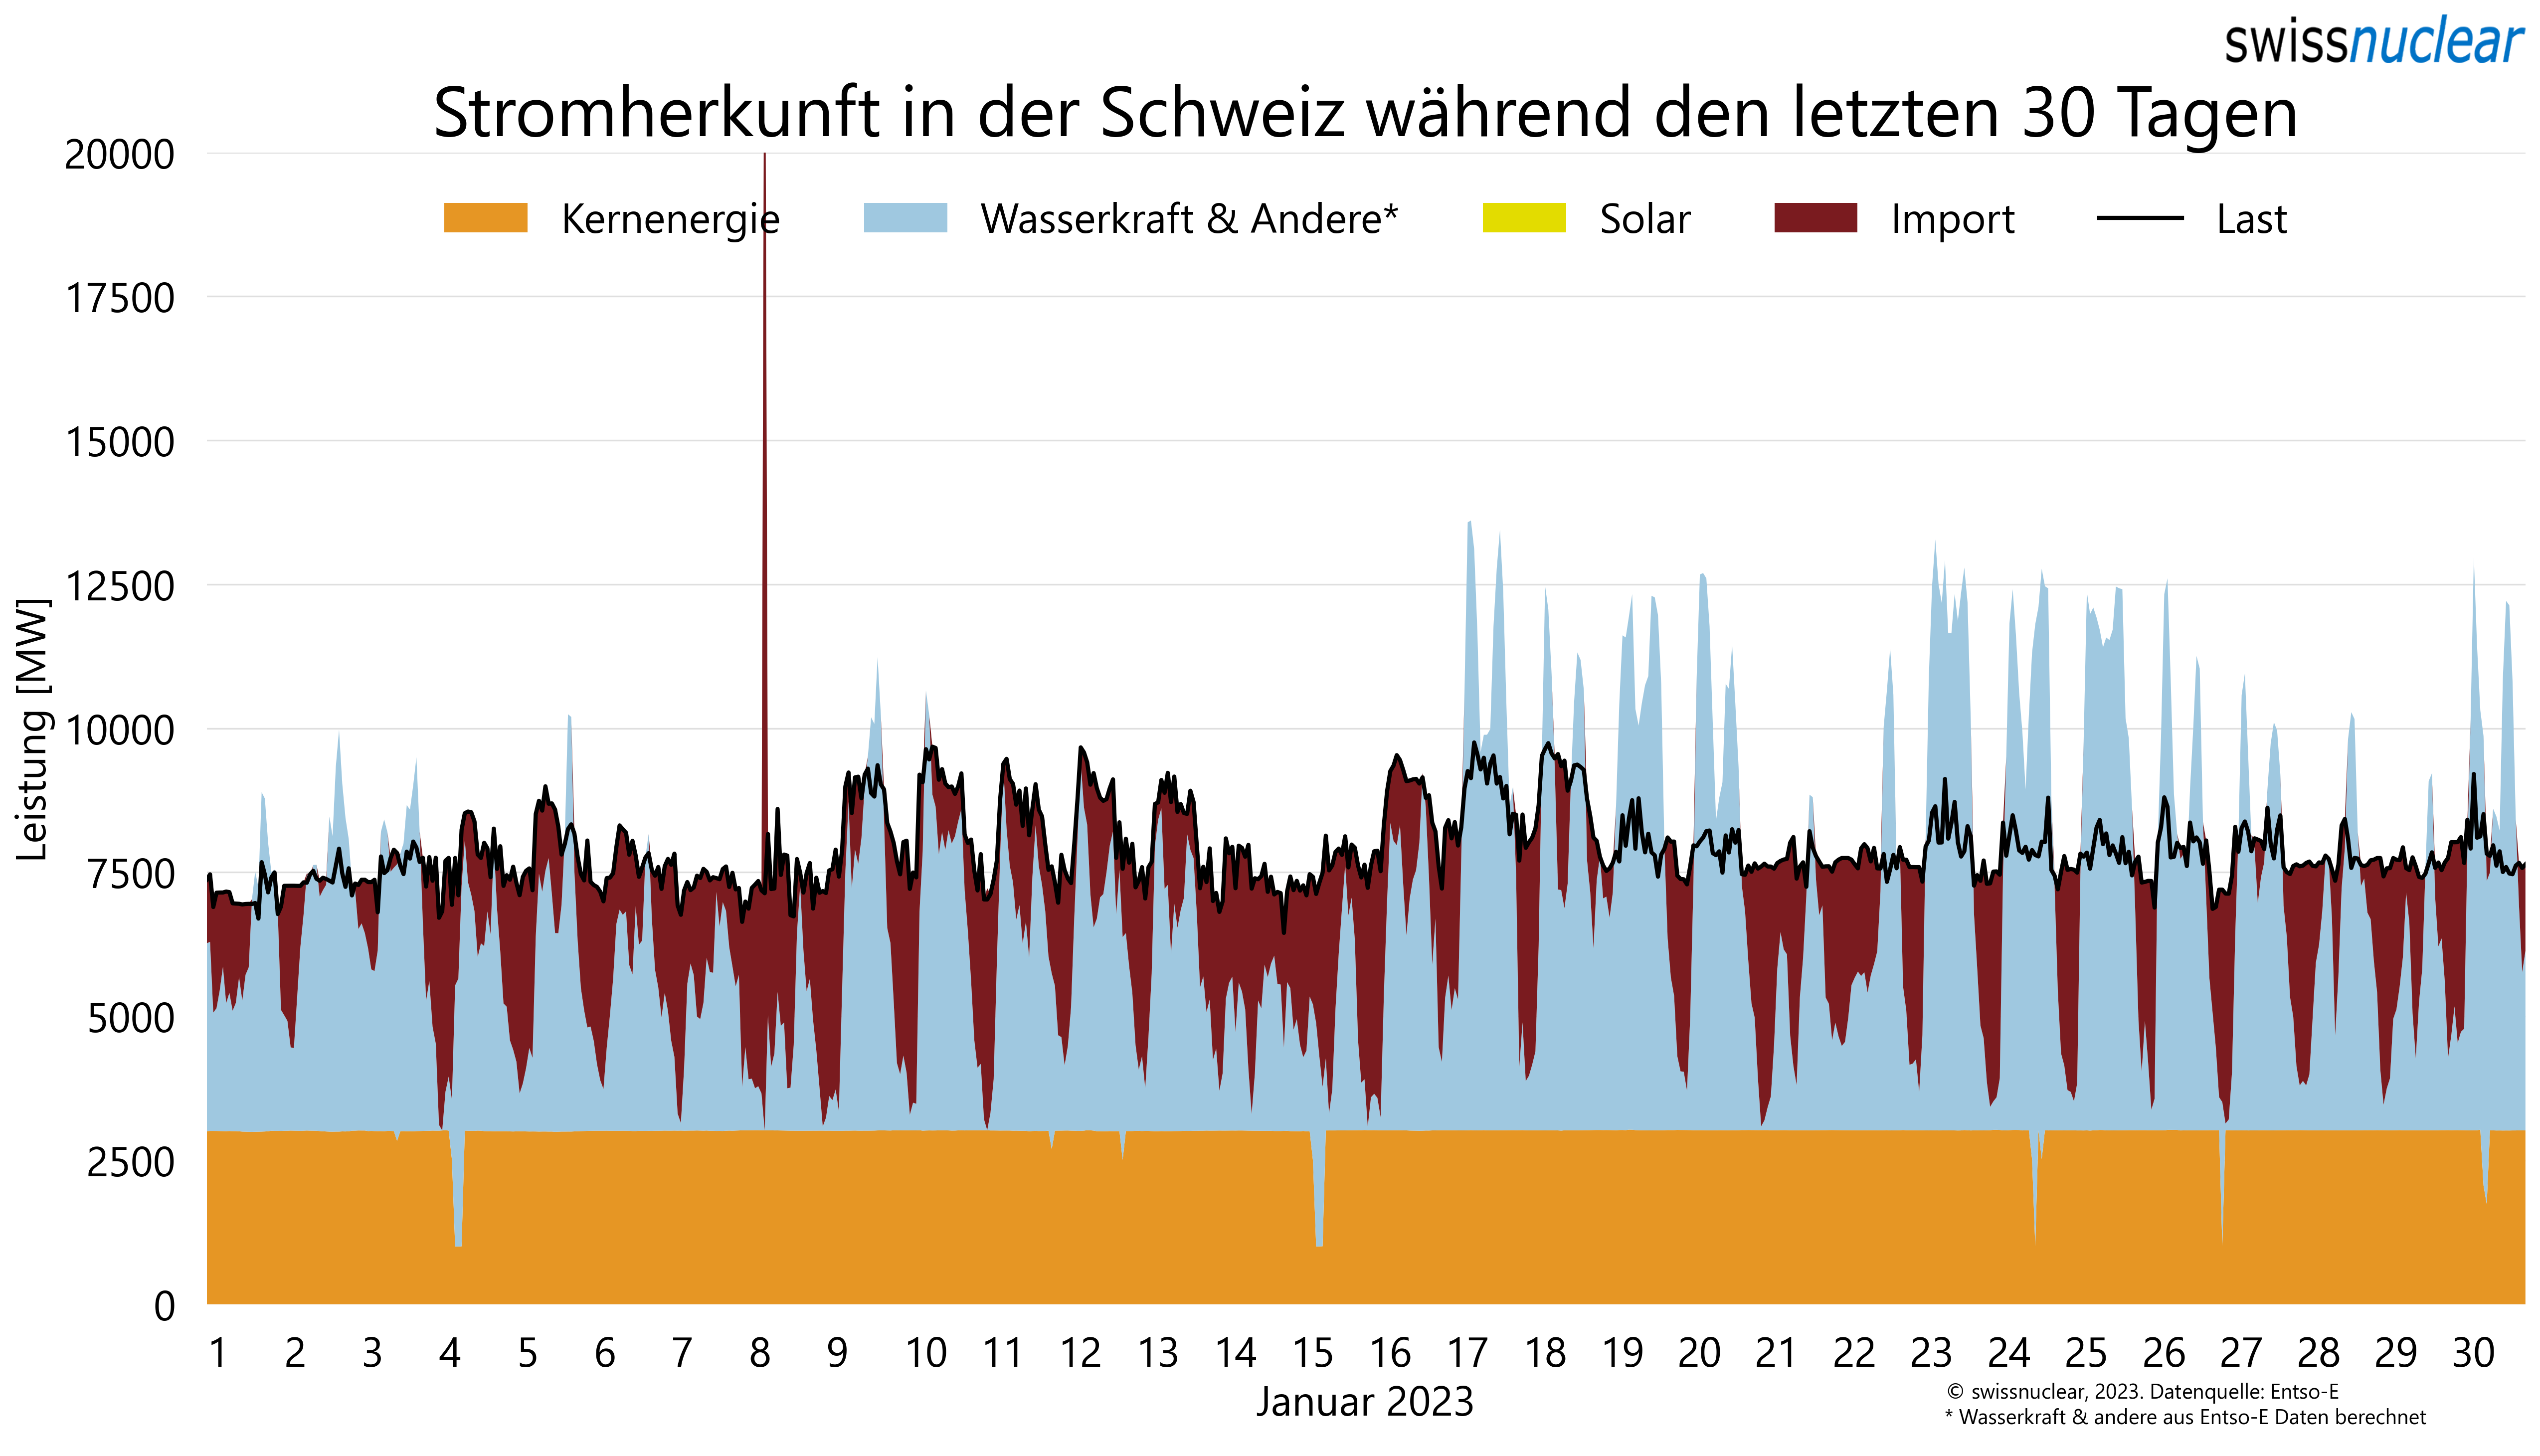 swissnuclear
Stromherkunft in der Schweiz während den letzten 30 Tagen
Kernenergie Wasserkraft & Andere* Solar Import Last
Leistung [MW]
20000
17500
15000
12500
10000
7500
5000
2500
0
1 2 3 4 5 6 7 8 9 10 11 12 13 14 15 16 17 18 19 20 21 22 23 24 25 26 27 28 29 30
Januar 2023
© swissnuclear, 2023. Datenquelle: Entso-E
* Wasserkraft & andere aus Entso-E Daten berechnet